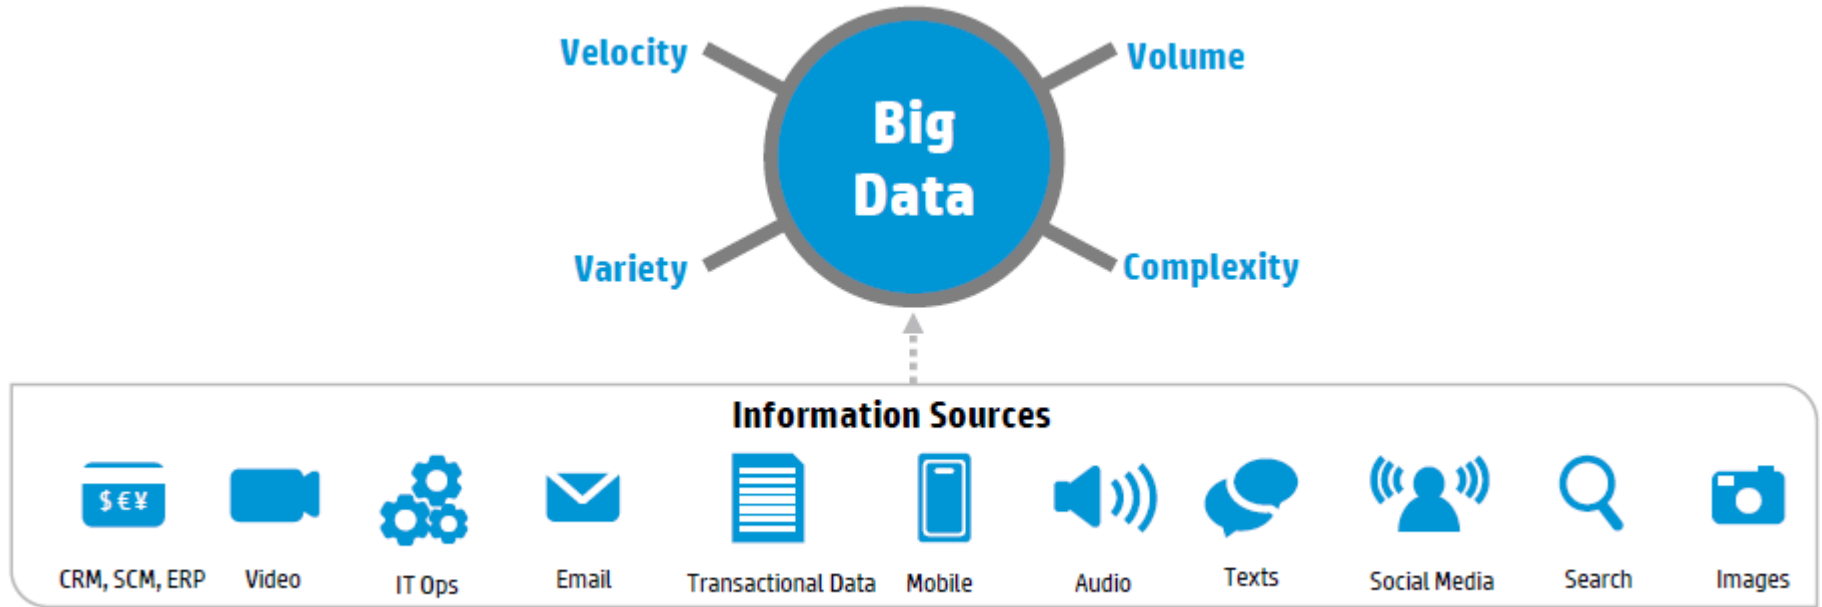 Velocity
Volume
Big
Data
Variety
Complexity
Information Sources
$€¥
CRM, SCM, ERP
Video
IT Ops
Email
Transactional Data
Mobile
Audio
Texts
Social Media
Search
Images